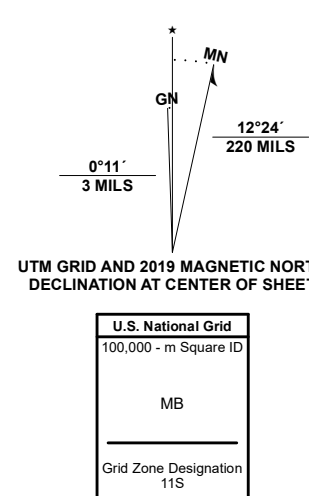 ★
MN
GN
12°24´
220 MILS
0°11´
3 MILS
UTM GRID AND 2019 MAGNETIC NORT
DECLINATION AT CENTER OF SHEET
U.S. National Grid
100,000 - m Square ID
MB
Grid Zone Designation
11S